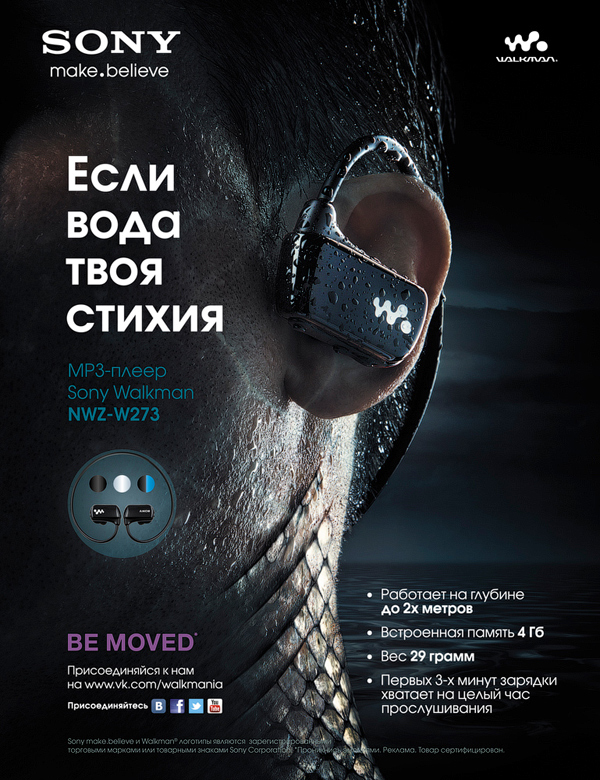 SONY
make.believe
WALKMAN
Если
вода
твоя
стихия
MP3-плеер
Sony Walkman
NWZ-W273
BE MOVED*
Присоединяйся к нам
на www.vk.com/walkmania
Присоединяйтесь B f You Tube
• Работает на глубине
до 2х метров
• Встроенная память 4 Гб
• Вес 29 грамм
• Первых 3-х минут зарядки
хватает на целый час
прослушивания
Sony make.believe и Walkman® логотипы являются зарегистрированными
торговыми марками или товарными знаками Sony Corporation. Реклама. Товар сертифицирован.